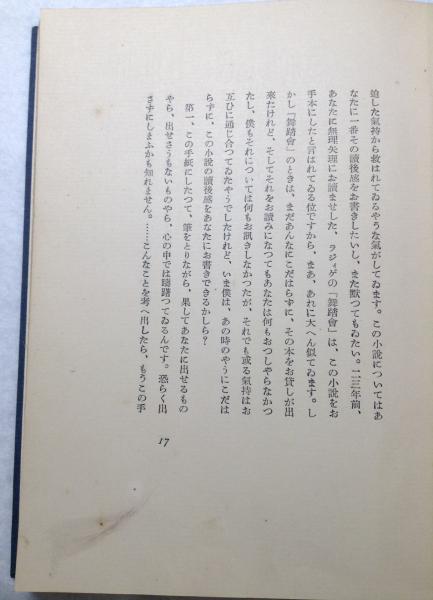 迫した氣持から救はれてゐるやうな氣がしてゐます。この小説についてはあ
なたに一番その讀後感をお書きしたいし、また默つてもゐたい。二三年前、
あなたに無理矢理にお讀ませした、ラジィゲの「舞踏會」は、この小説をお
手本にしたと言はれてゐる位ですから、まあ、あれに大へん似てゐます。し
かし「舞踏會」のときは、まだあんなにこだはらずに、その本をお貸しが出
來たけれど、そしてそれをお讀みになつてもあなたは何もおつしやらなかつ
たし、僕もそれについては何もお訊きしなかつたが、それでも或る氣持はお
互ひに通じ合つてゐたやうでしたけれど、いま僕は、あの時のやうにこだは
らずに、この小説の讀後感をあなたにお書きできるかしら？
第一、この手紙にしたつて、筆をとりながら、果してあなたに出せるもの
やら、出せさうもないものやら、心の中では躊躇つてゐるんです。恐らく出
さずにしまふかも知れません。……こんなことを考へ出したら、もうこの手
17